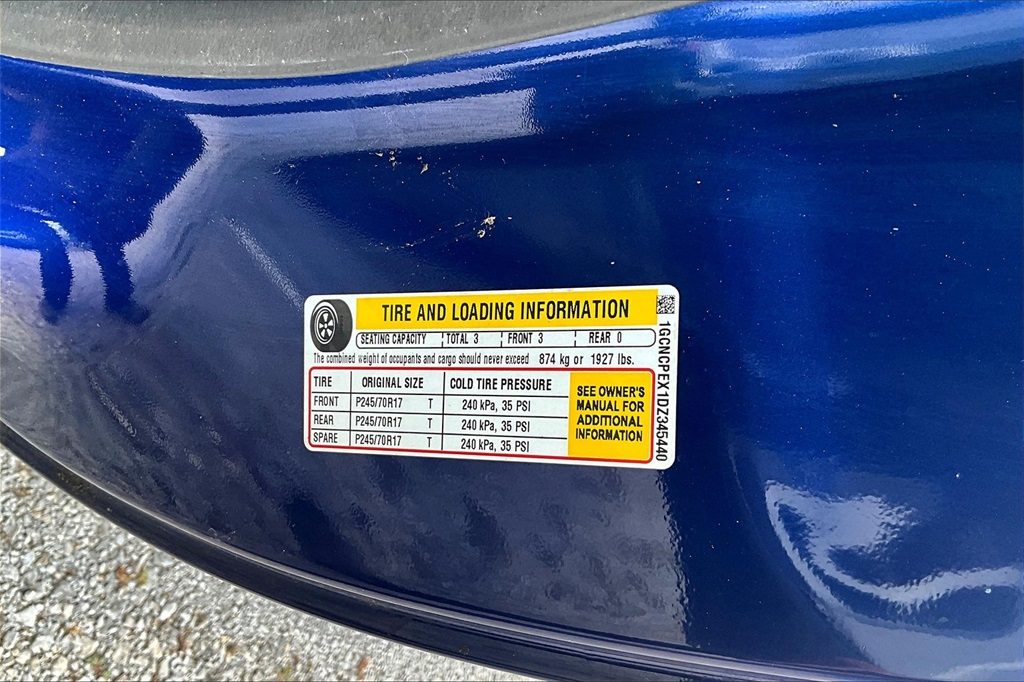 TIRE AND LOADING INFORMATION
SEATING CAPACITY TOTAL 3 FRONT 3 REAR 0
The combined weight of occupants and cargo should never exceed 874 kg or 1927 lbs.
TIRE ORIGINAL SIZE COLD TIRE PRESSURE
FRONT P245/70R17 T 240 kPa, 35 PSI
REAR P245/70R17 T 240 kPa, 35 PSI
SPARE P245/70R17 T 240 kPa, 35 PSI
SEE OWNER'S
MANUAL FOR
ADDITIONAL
INFORMATION
1GCNCPEX1DZ345440